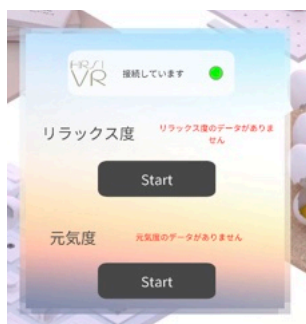 HRSI
VR 接続しています
リラックス度 リラックス度のデータがありま
せん
Start
元気度 元気度のデータがありません
Start